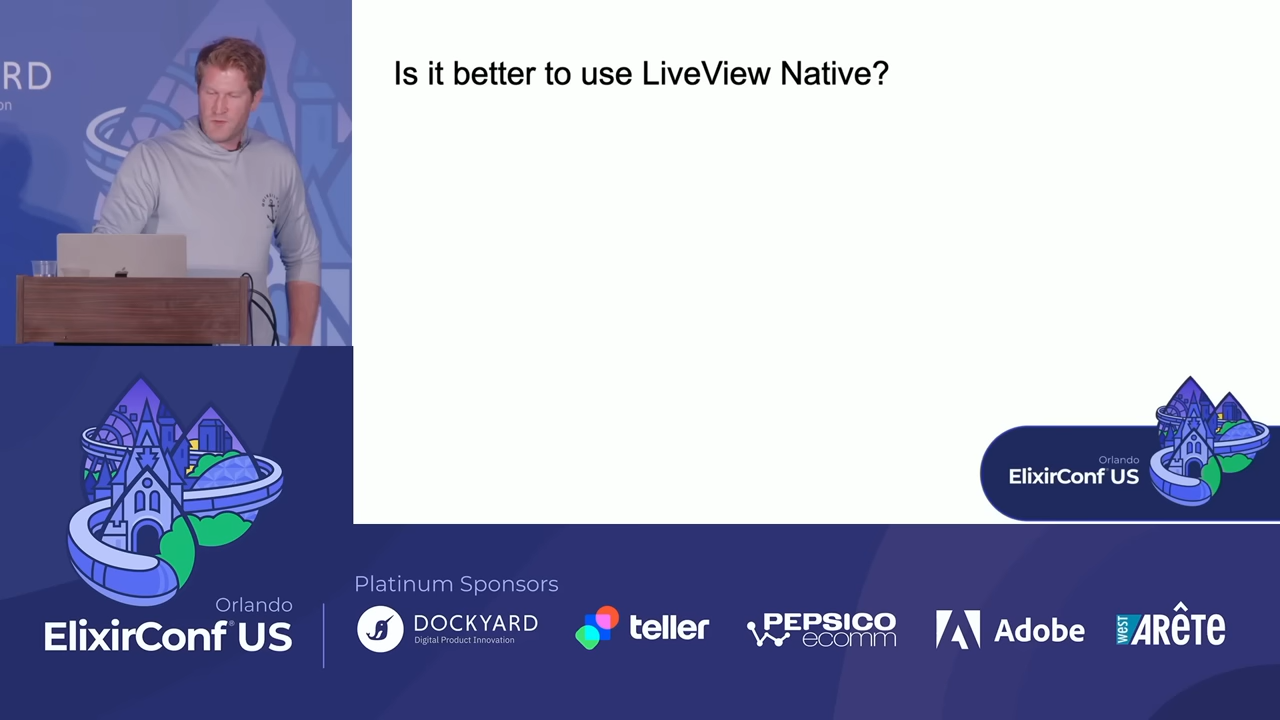 RD
on
Is it better to use LiveView Native?
Orlando
ElixirConf US
Orlando
ElixirConf® US
Platinum Sponsors
DOCKYARD
Digital Product Innovation
teller
PEPSICO
ecomm
Adobe
west ARÊTE